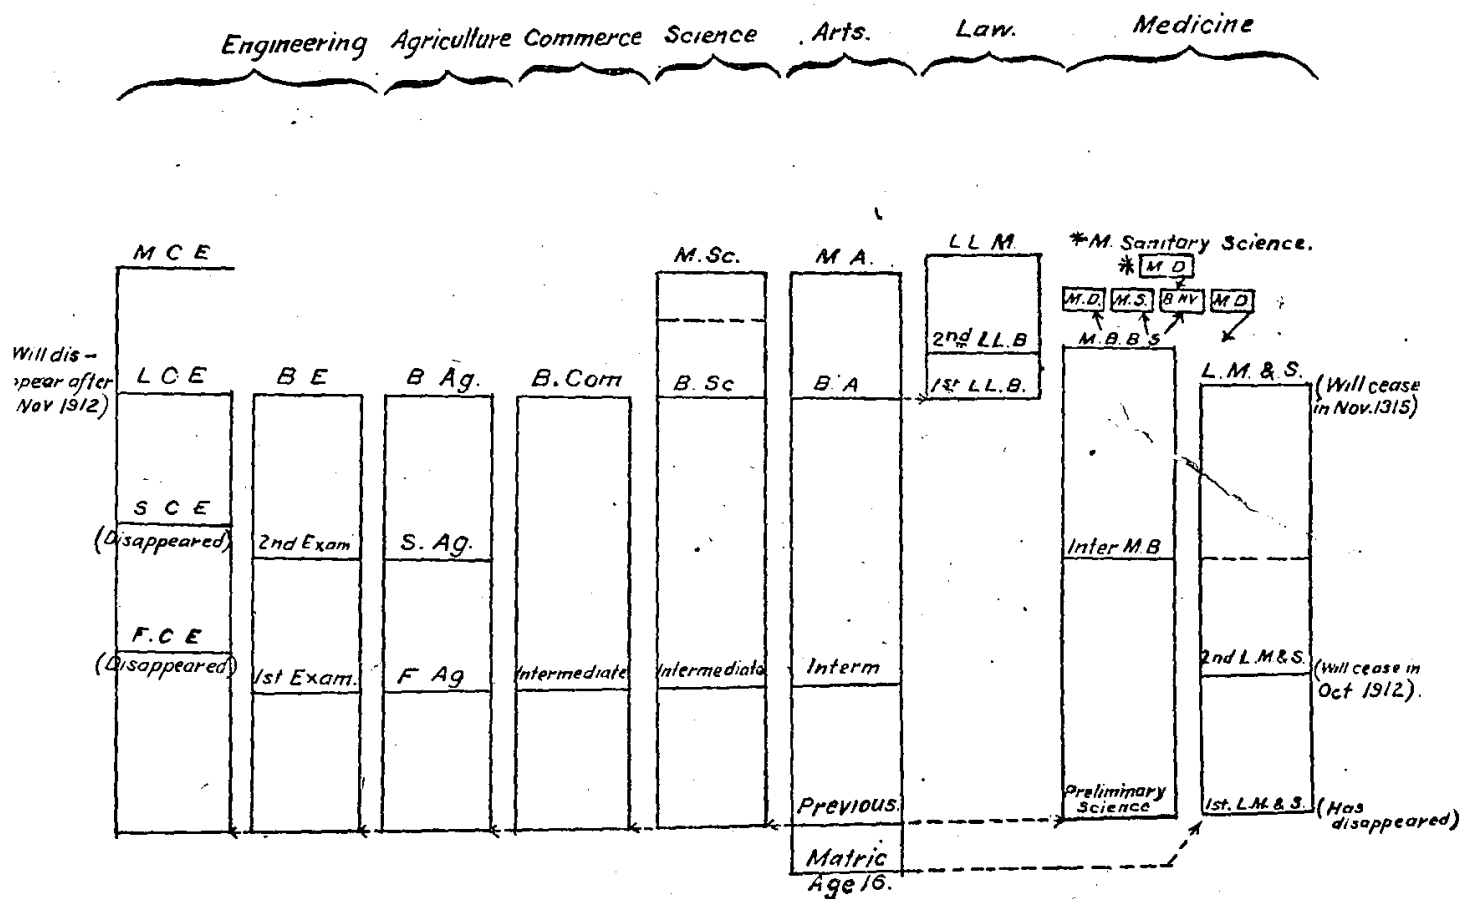 Engineering Agriculture Commerce Science Arts. Law. Medicine
M C E
M.Sc.
M A.
L L M.
*M. Sanitary Science.
* M D
M.D. M.S. B HY M D
2nd LL.B
M.B.B S
Will dis-
pear after
Nov 1912)
L C E
B E
B Ag.
B.Com
B.Sc
B.A
1st LL.B.
L.M.&S.
(Will cease
in Nov.1315)
S C E
(Disappeared)
2nd Exam
S. Ag.
Inter M.B
F.C E
(Disappeared)
1st Exam.
F Ag
Intermediate
Intermediate
Interm
2nd L.M&S.
(Will cease in
Oct 1912).
Previous.
Preliminary
Science
1st. L.M.& S.
(Has
disappeared)
Matric
Age 16.